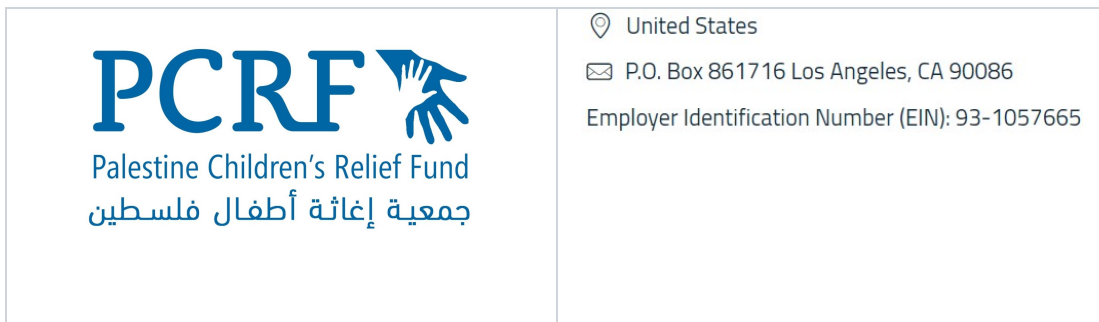 PCRF
Palestine Children's Relief Fund
جمعية إغاثة أطفال فلسطين
United States
P.O. Box 861716 Los Angeles, CA 90086
Employer Identification Number (EIN): 93-1057665